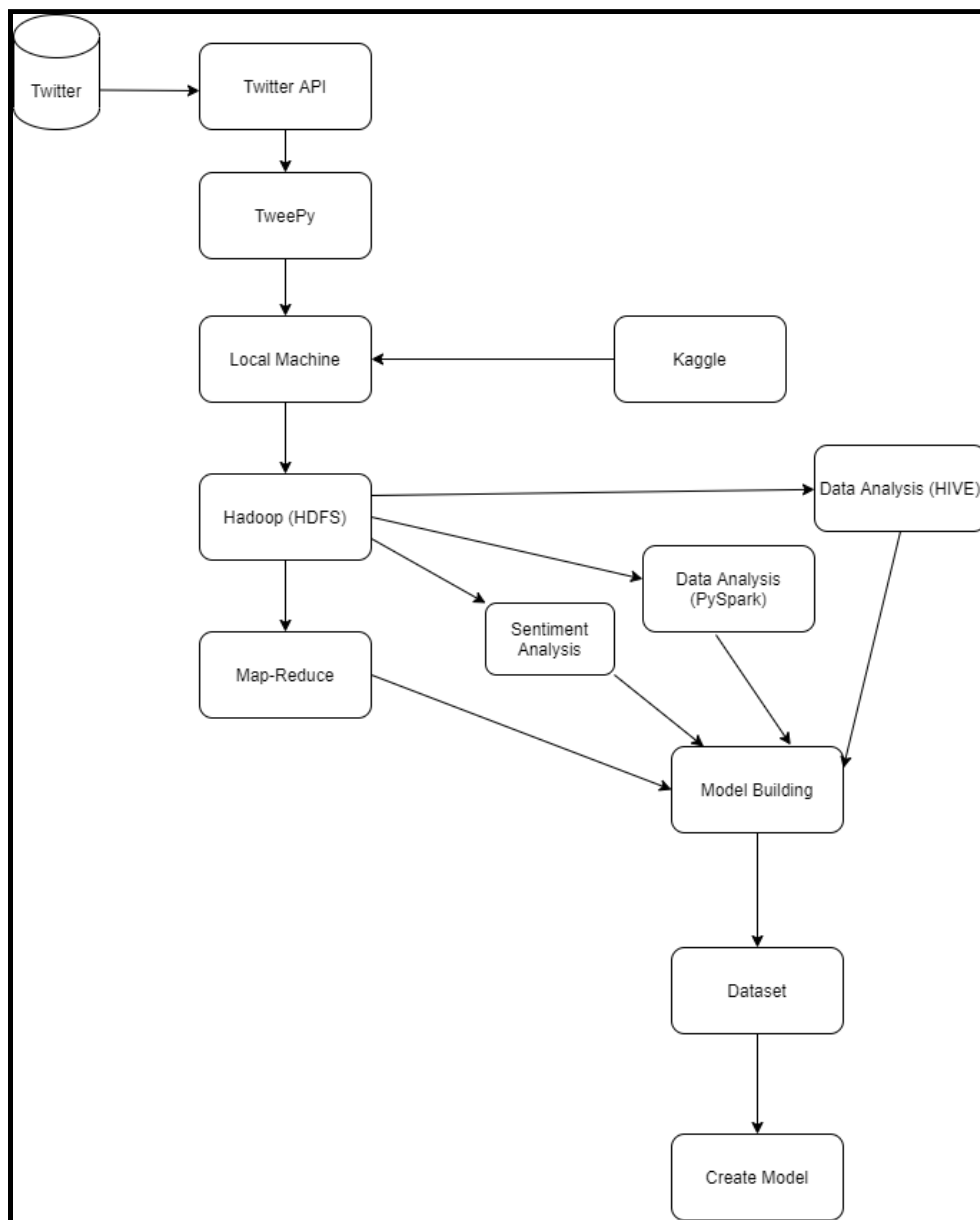 Twitter
Twitter API
TweePy
Local Machine
Kaggle
Hadoop (HDFS)
Data Analysis (HIVE)
Data Analysis
(PySpark)
Sentiment
Analysis
Map-Reduce
Model Building
Dataset
Create Model